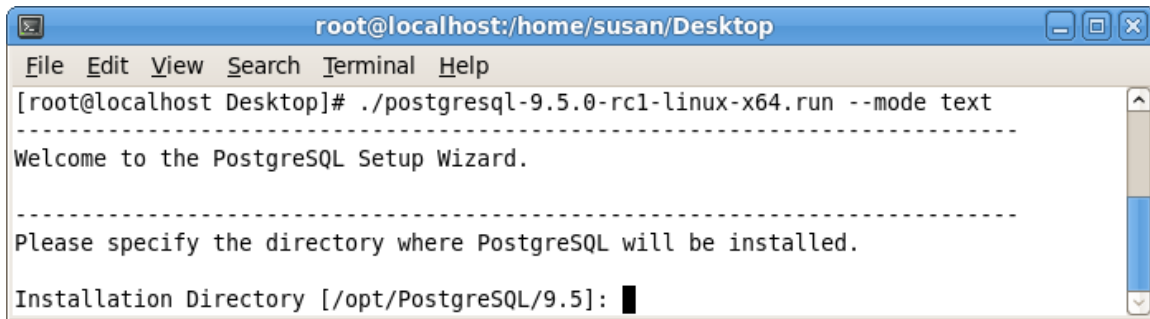 root@localhost:/home/susan/Desktop
File Edit View Search Terminal Help
[root@localhost Desktop]# ./postgresql-9.5.0-rc1-linux-x64.run --mode text
----------------------------------------------------------------------------
Welcome to the PostgreSQL Setup Wizard.
----------------------------------------------------------------------------
Please specify the directory where PostgreSQL will be installed.
Installation Directory [/opt/PostgreSQL/9.5]: